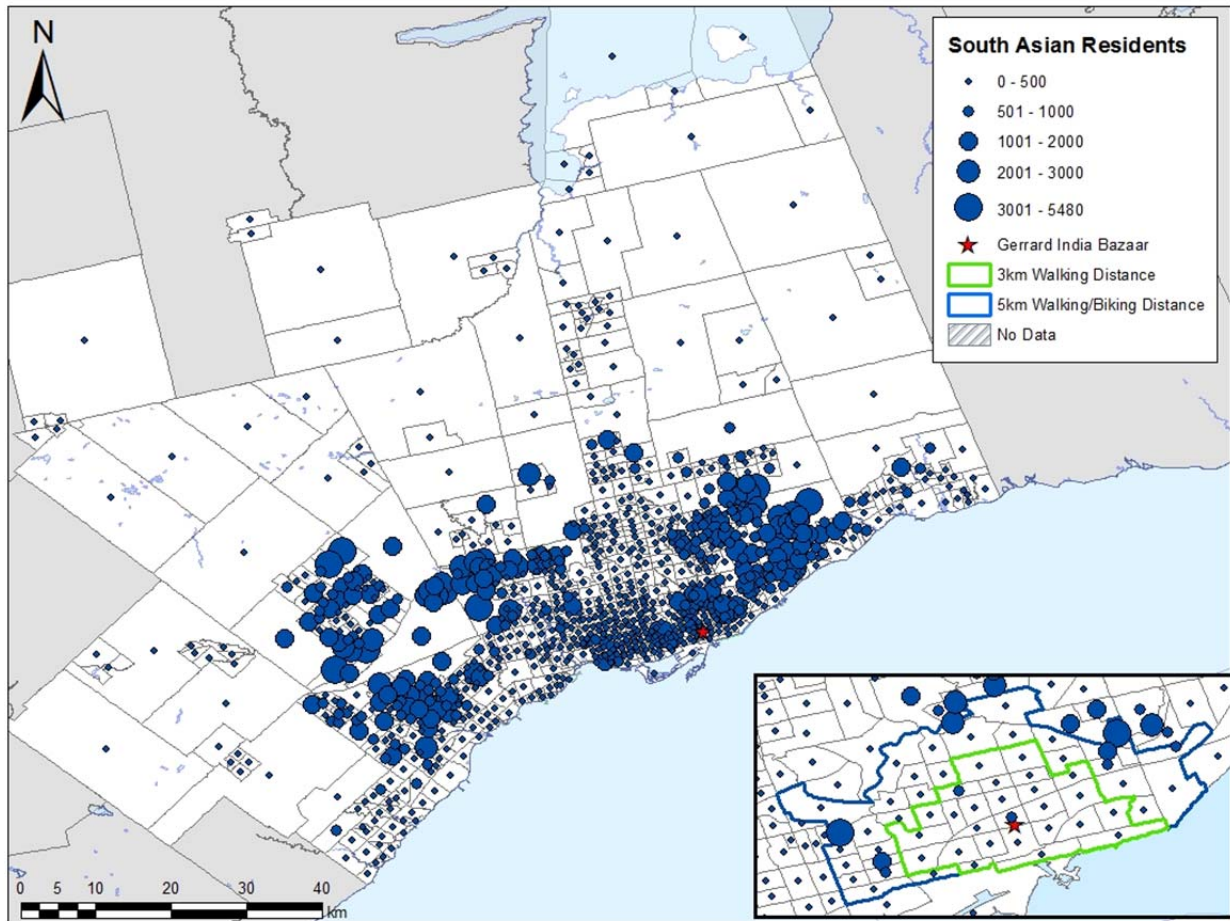 N
South Asian Residents
0 - 500
501 - 1000
1001 - 2000
2001 - 3000
3001 - 5480
Gerrard India Bazaar
3km Walking Distance
5km Walking/Biking Distance
No Data
0 5 10 20 30 40
km